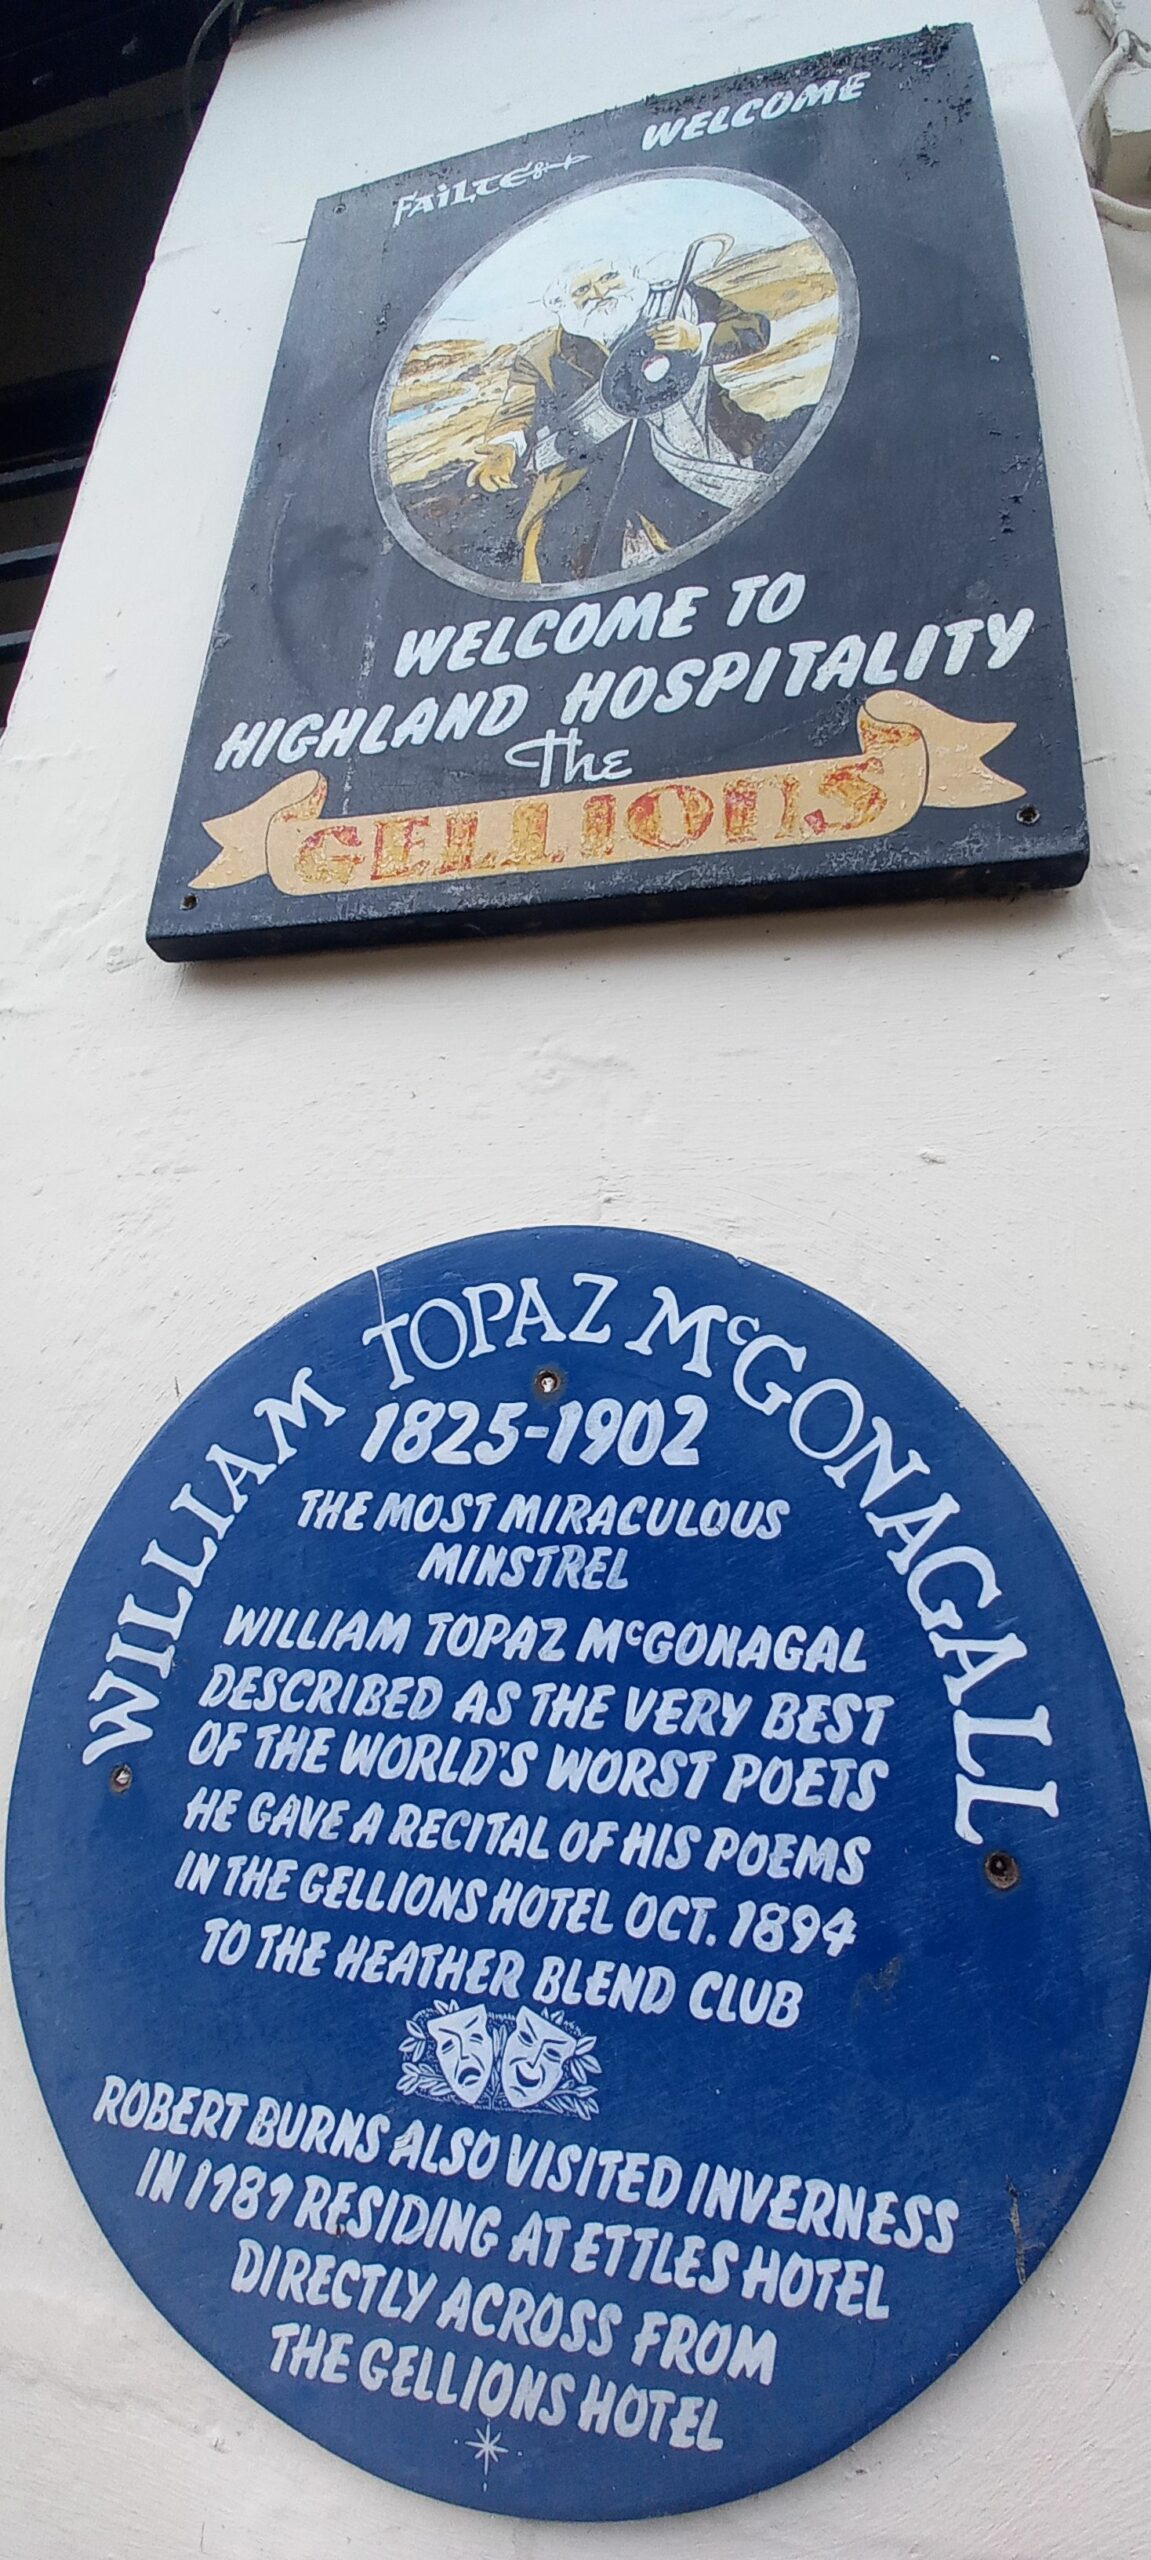 FAILTE WELCOME
WELCOME TO
HIGHLAND HOSPITALITY
The
GELLIONS
WILLIAM TOPAZ McGONAGALL
1825-1902
THE MOST MIRACULOUS
MINSTREL
WILLIAM TOPAZ McGONAGAL
DESCRIBED AS THE VERY BEST
OF THE WORLD'S WORST POETS
HE GAVE A RECITAL OF HIS POEMS
IN THE GELLIONS HOTEL OCT. 1894
TO THE HEATHER BLEND CLUB
ROBERT BURNS ALSO VISITED INVERNESS
IN 1787 RESIDING AT ETTLES HOTEL
DIRECTLY ACROSS FROM
THE GELLIONS HOTEL